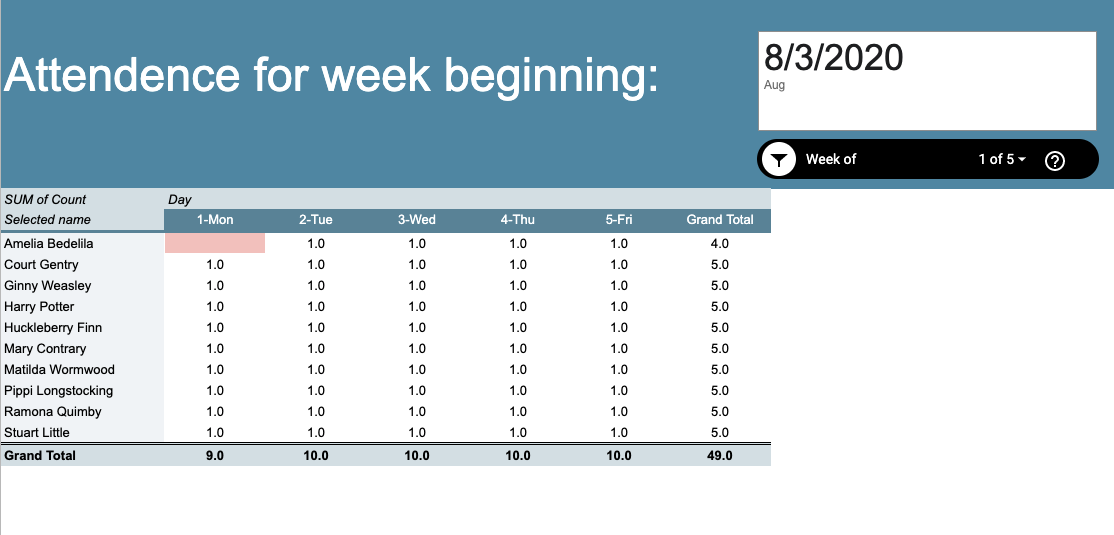 Attendence for week beginning:
8/3/2020
Aug
Week of 1 of 5
SUM of Count Day
Selected name 1-Mon 2-Tue 3-Wed 4-Thu 5-Fri Grand Total
Amelia Bedelila 1.0 1.0 1.0 1.0 4.0
Court Gentry 1.0 1.0 1.0 1.0 1.0 5.0
Ginny Weasley 1.0 1.0 1.0 1.0 1.0 5.0
Harry Potter 1.0 1.0 1.0 1.0 1.0 5.0
Huckleberry Finn 1.0 1.0 1.0 1.0 1.0 5.0
Mary Contrary 1.0 1.0 1.0 1.0 1.0 5.0
Matilda Wormwood 1.0 1.0 1.0 1.0 1.0 5.0
Pippi Longstocking 1.0 1.0 1.0 1.0 1.0 5.0
Ramona Quimby 1.0 1.0 1.0 1.0 1.0 5.0
Stuart Little 1.0 1.0 1.0 1.0 1.0 5.0
Grand Total 9.0 10.0 10.0 10.0 10.0 49.0